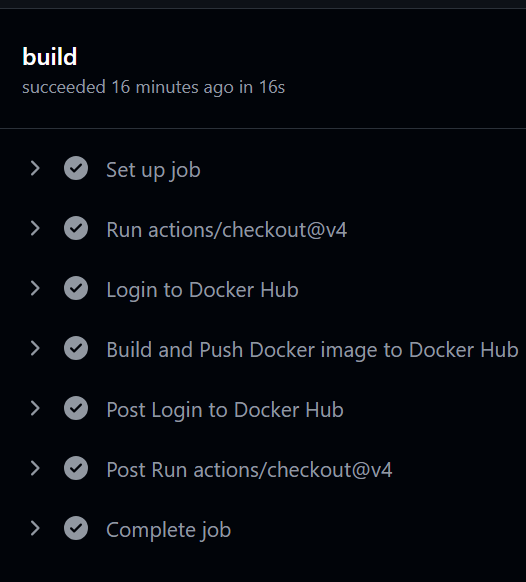 build
succeeded 16 minutes ago in 16s
Set up job
Run actions/checkout@v4
Login to Docker Hub
Build and Push Docker image to Docker Hub
Post Login to Docker Hub
Post Run actions/checkout@v4
Complete job